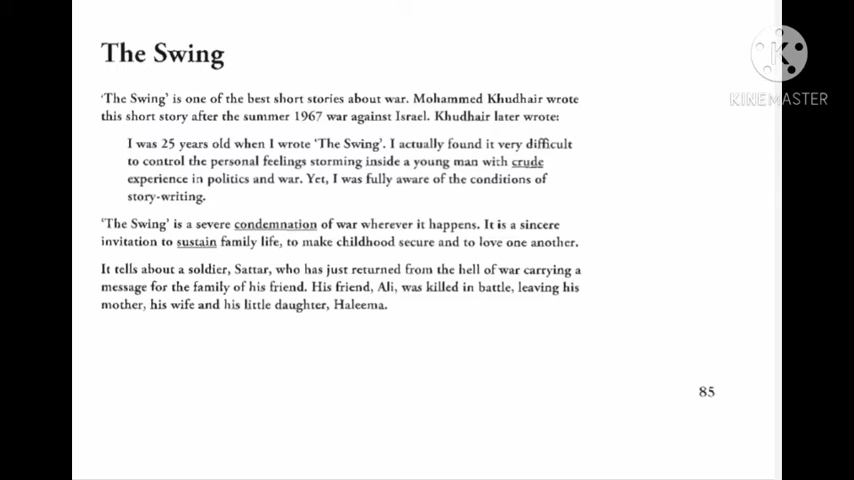 The Swing
'The Swing' is one of the best short stories about war. Mohammed Khudhair wrote
this short story after the summer 1967 war against Israel. Khudhair later wrote:
I was 25 years old when I wrote 'The Swing'. I actually found it very difficult
to control the personal feelings storming inside a young man with crude
experience in politics and war. Yet, I was fully aware of the conditions of
story-writing.
'The Swing' is a severe condemnation of war wherever it happens. It is a sincere
invitation to sustain family life, to make childhood secure and to love one another.
It tells about a soldier, Sattar, who has just returned from the hell of war carrying a
message for the family of his friend. His friend, Ali, was killed in battle, leaving his
mother, his wife and his little daughter, Haleema.
85
K
KINEMASTER